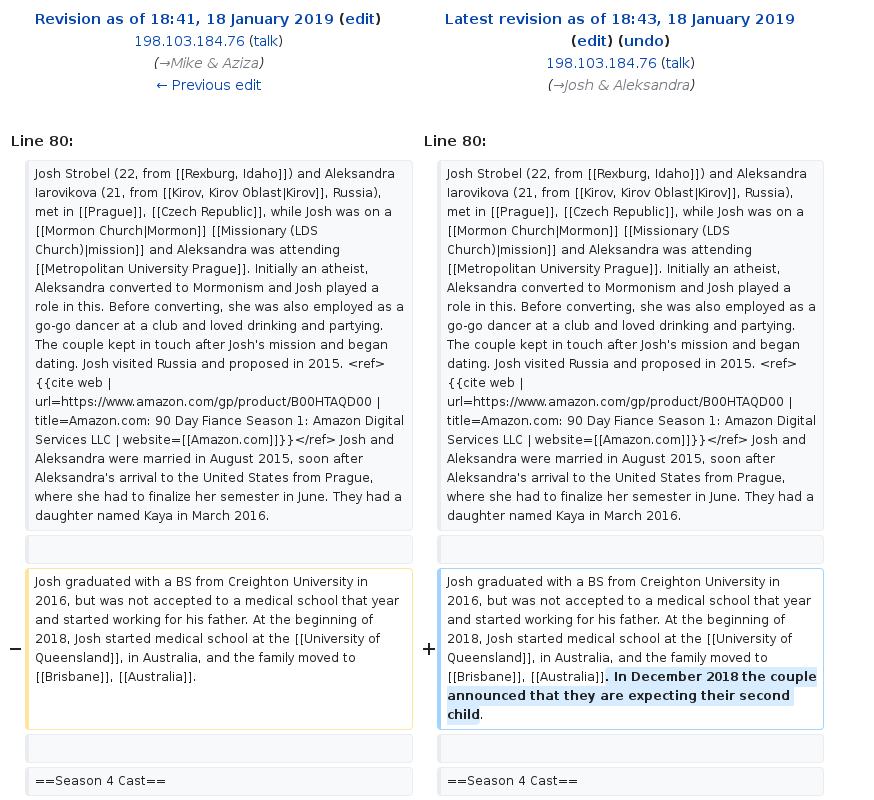 Revision as of 18:41, 18 January 2019 (edit)
198.103.184.76 (talk)
(→Mike & Aziza)
← Previous edit
Latest revision as of 18:43, 18 January 2019
(edit) (undo)
198.103.184.76 (talk)
(→Josh & Aleksandra)
Line 80:
Line 80:
Josh Strobel (22, from [[Rexburg, Idaho]]) and Aleksandra
Iarovikova (21, from [[Kirov, Kirov Oblast|Kirov]], Russia),
met in [[Prague]], [[Czech Republic]], while Josh was on a
[[Mormon Church|Mormon]] [[Missionary (LDS
Church)|mission]] and Aleksandra was attending
[[Metropolitan University Prague]]. Initially an atheist,
Aleksandra converted to Mormonism and Josh played a
role in this. Before converting, she was also employed as a
go-go dancer at a club and loved drinking and partying.
The couple kept in touch after Josh's mission and began
dating. Josh visited Russia and proposed in 2015. <ref>
{{cite web |
url=https://www.amazon.com/gp/product/B00HTAQD00 |
title=Amazon.com: 90 Day Fiance Season 1: Amazon Digital
Services LLC | website=[[Amazon.com]]}}</ref> Josh and
Aleksandra were married in August 2015, soon after
Aleksandra's arrival to the United States from Prague,
where she had to finalize her semester in June. They had a
daughter named Kaya in March 2016.
Josh Strobel (22, from [[Rexburg, Idaho]]) and Aleksandra
Iarovikova (21, from [[Kirov, Kirov Oblast|Kirov]], Russia),
met in [[Prague]], [[Czech Republic]], while Josh was on a
[[Mormon Church|Mormon]] [[Missionary (LDS
Church)|mission]] and Aleksandra was attending
[[Metropolitan University Prague]]. Initially an atheist,
Aleksandra converted to Mormonism and Josh played a
role in this. Before converting, she was also employed as a
go-go dancer at a club and loved drinking and partying.
The couple kept in touch after Josh's mission and began
dating. Josh visited Russia and proposed in 2015. <ref>
{{cite web |
url=https://www.amazon.com/gp/product/B00HTAQD00 |
title=Amazon.com: 90 Day Fiance Season 1: Amazon Digital
Services LLC | website=[[Amazon.com]]}}</ref> Josh and
Aleksandra were married in August 2015, soon after
Aleksandra's arrival to the United States from Prague,
where she had to finalize her semester in June. They had a
daughter named Kaya in March 2016.
−
Josh graduated with a BS from Creighton University in
2016, but was not accepted to a medical school that year
and started working for his father. At the beginning of
2018, Josh started medical school at the [[University of
Queensland]], in Australia, and the family moved to
[[Brisbane]], [[Australia]].
+
Josh graduated with a BS from Creighton University in
2016, but was not accepted to a medical school that year
and started working for his father. At the beginning of
2018, Josh started medical school at the [[University of
Queensland]], in Australia, and the family moved to
[[Brisbane]], [[Australia]]. In December 2018 the couple
announced that they are expecting their second
child.
==Season 4 Cast==
==Season 4 Cast==